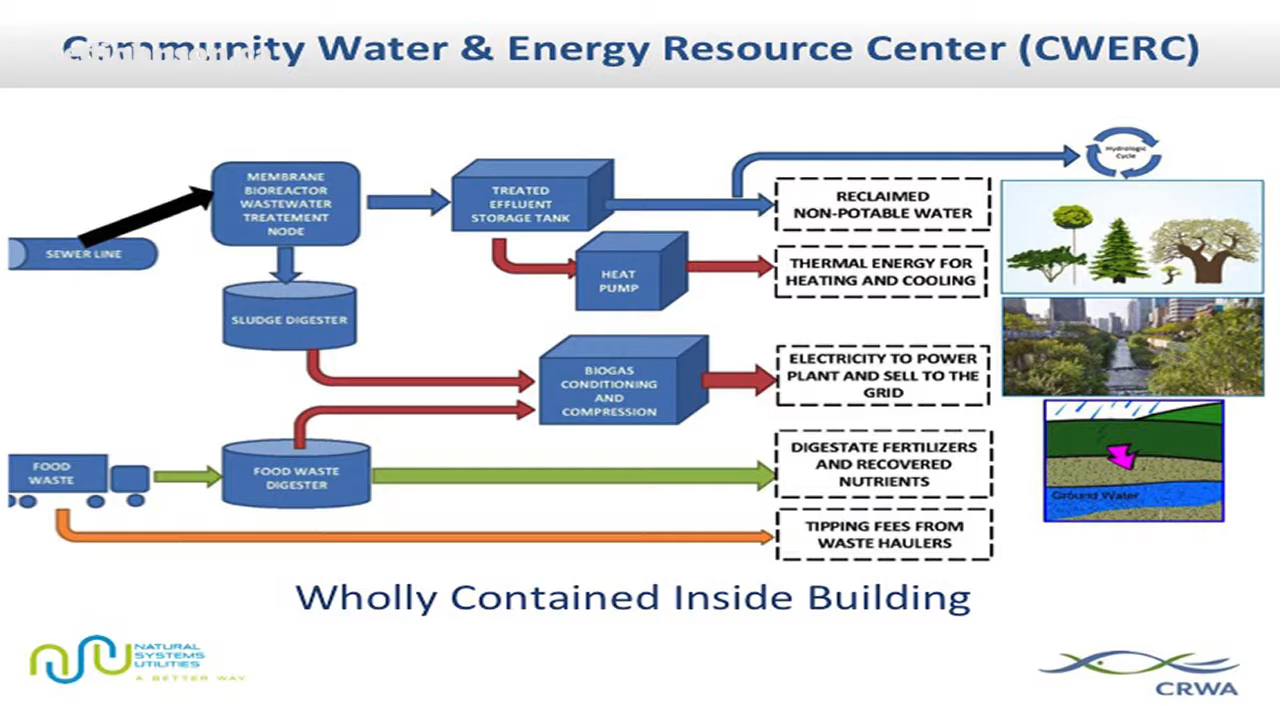 Community Water & Energy Resource Center (CWERC)
Hydrologic
Cycle
MEMBRANE
BIOREACTOR
WASTEWATER
TREATEMENT
NODE
TREATED
EFFLUENT
STORAGE TANK
RECLAIMED
NON-POTABLE WATER
SEWER LINE
HEAT
PUMP
THERMAL ENERGY FOR
HEATING AND COOLING
SLUDGE DIGESTER
BIOGAS
CONDITIONING
AND
COMPRESSION
ELECTRICITY TO POWER
PLANT AND SELL TO THE
GRID
FOOD
WASTE
FOOD WASTE
DIGESTER
DIGESTATE FERTILIZERS
AND RECOVERED
NUTRIENTS
Ground Water
TIPPING FEES FROM
WASTE HAULERS
Wholly Contained Inside Building
NATURAL
SYSTEMS
UTILITIES
A BETTER WAY
CRWA